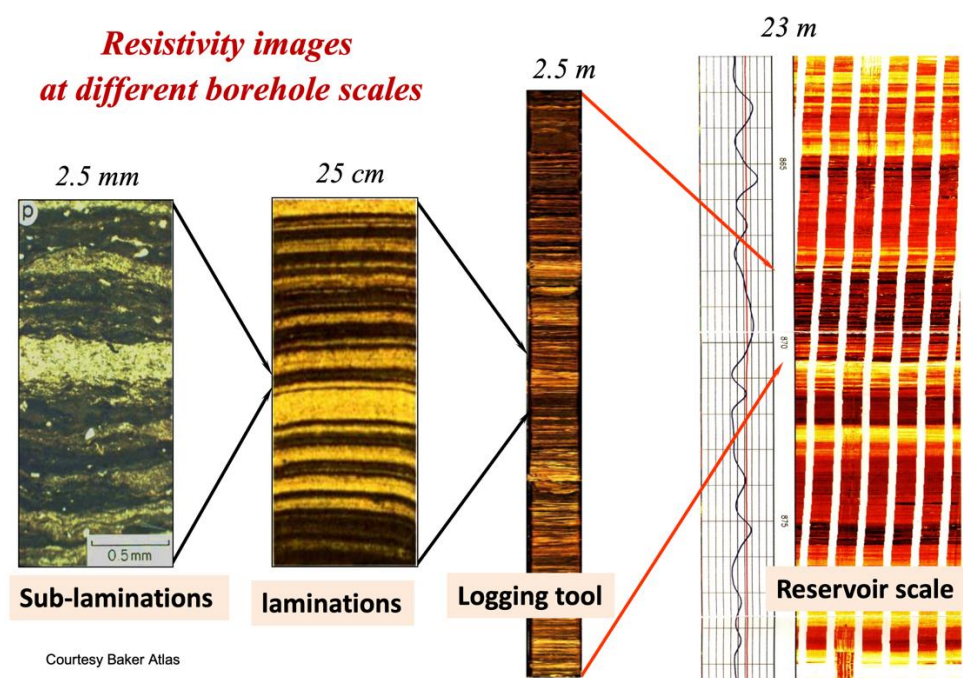 Resistivity images
at different borehole scales
2.5 mm
25 cm
2.5 m
23 m
p
0.5mm
865
870
875
Sub-laminations
laminations
Logging tool
Reservoir scale
Courtesy Baker Atlas